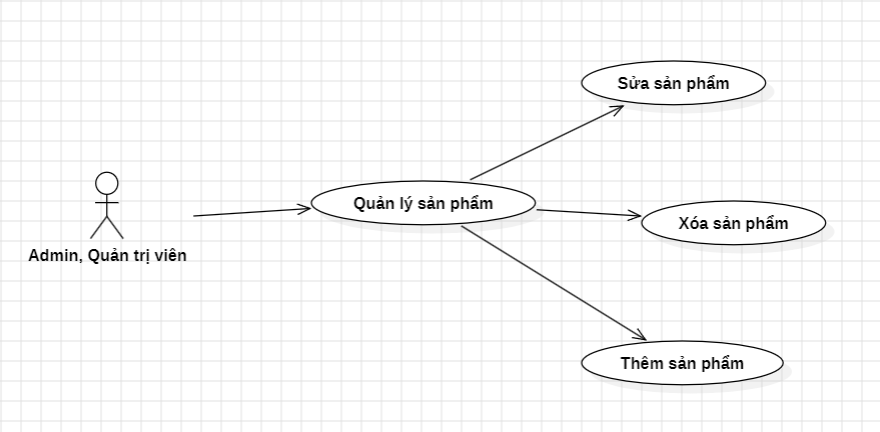 Sửa sản phẩm
Quản lý sản phẩm
Xóa sản phẩm
Admin, Quản trị viên
Thêm sản phẩm